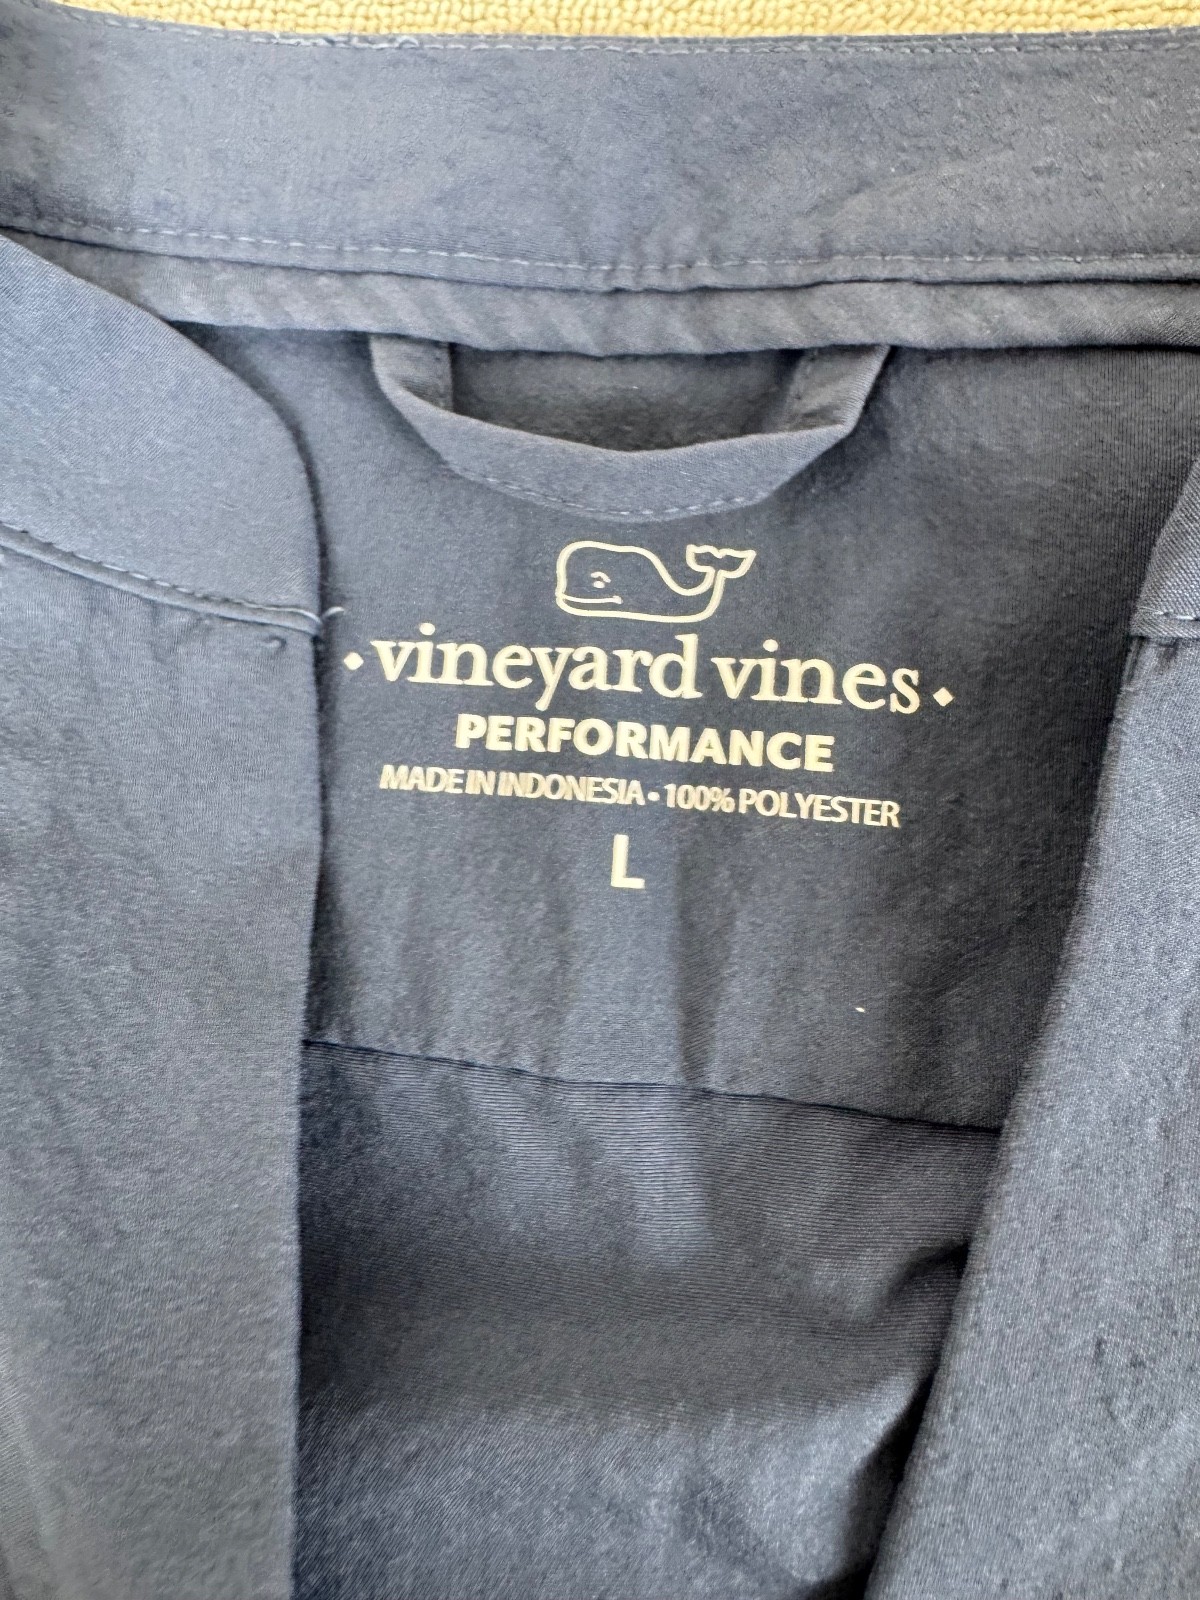 • vineyard vines •
PERFORMANCE
MADE IN INDONESIA • 100% POLYESTER
L